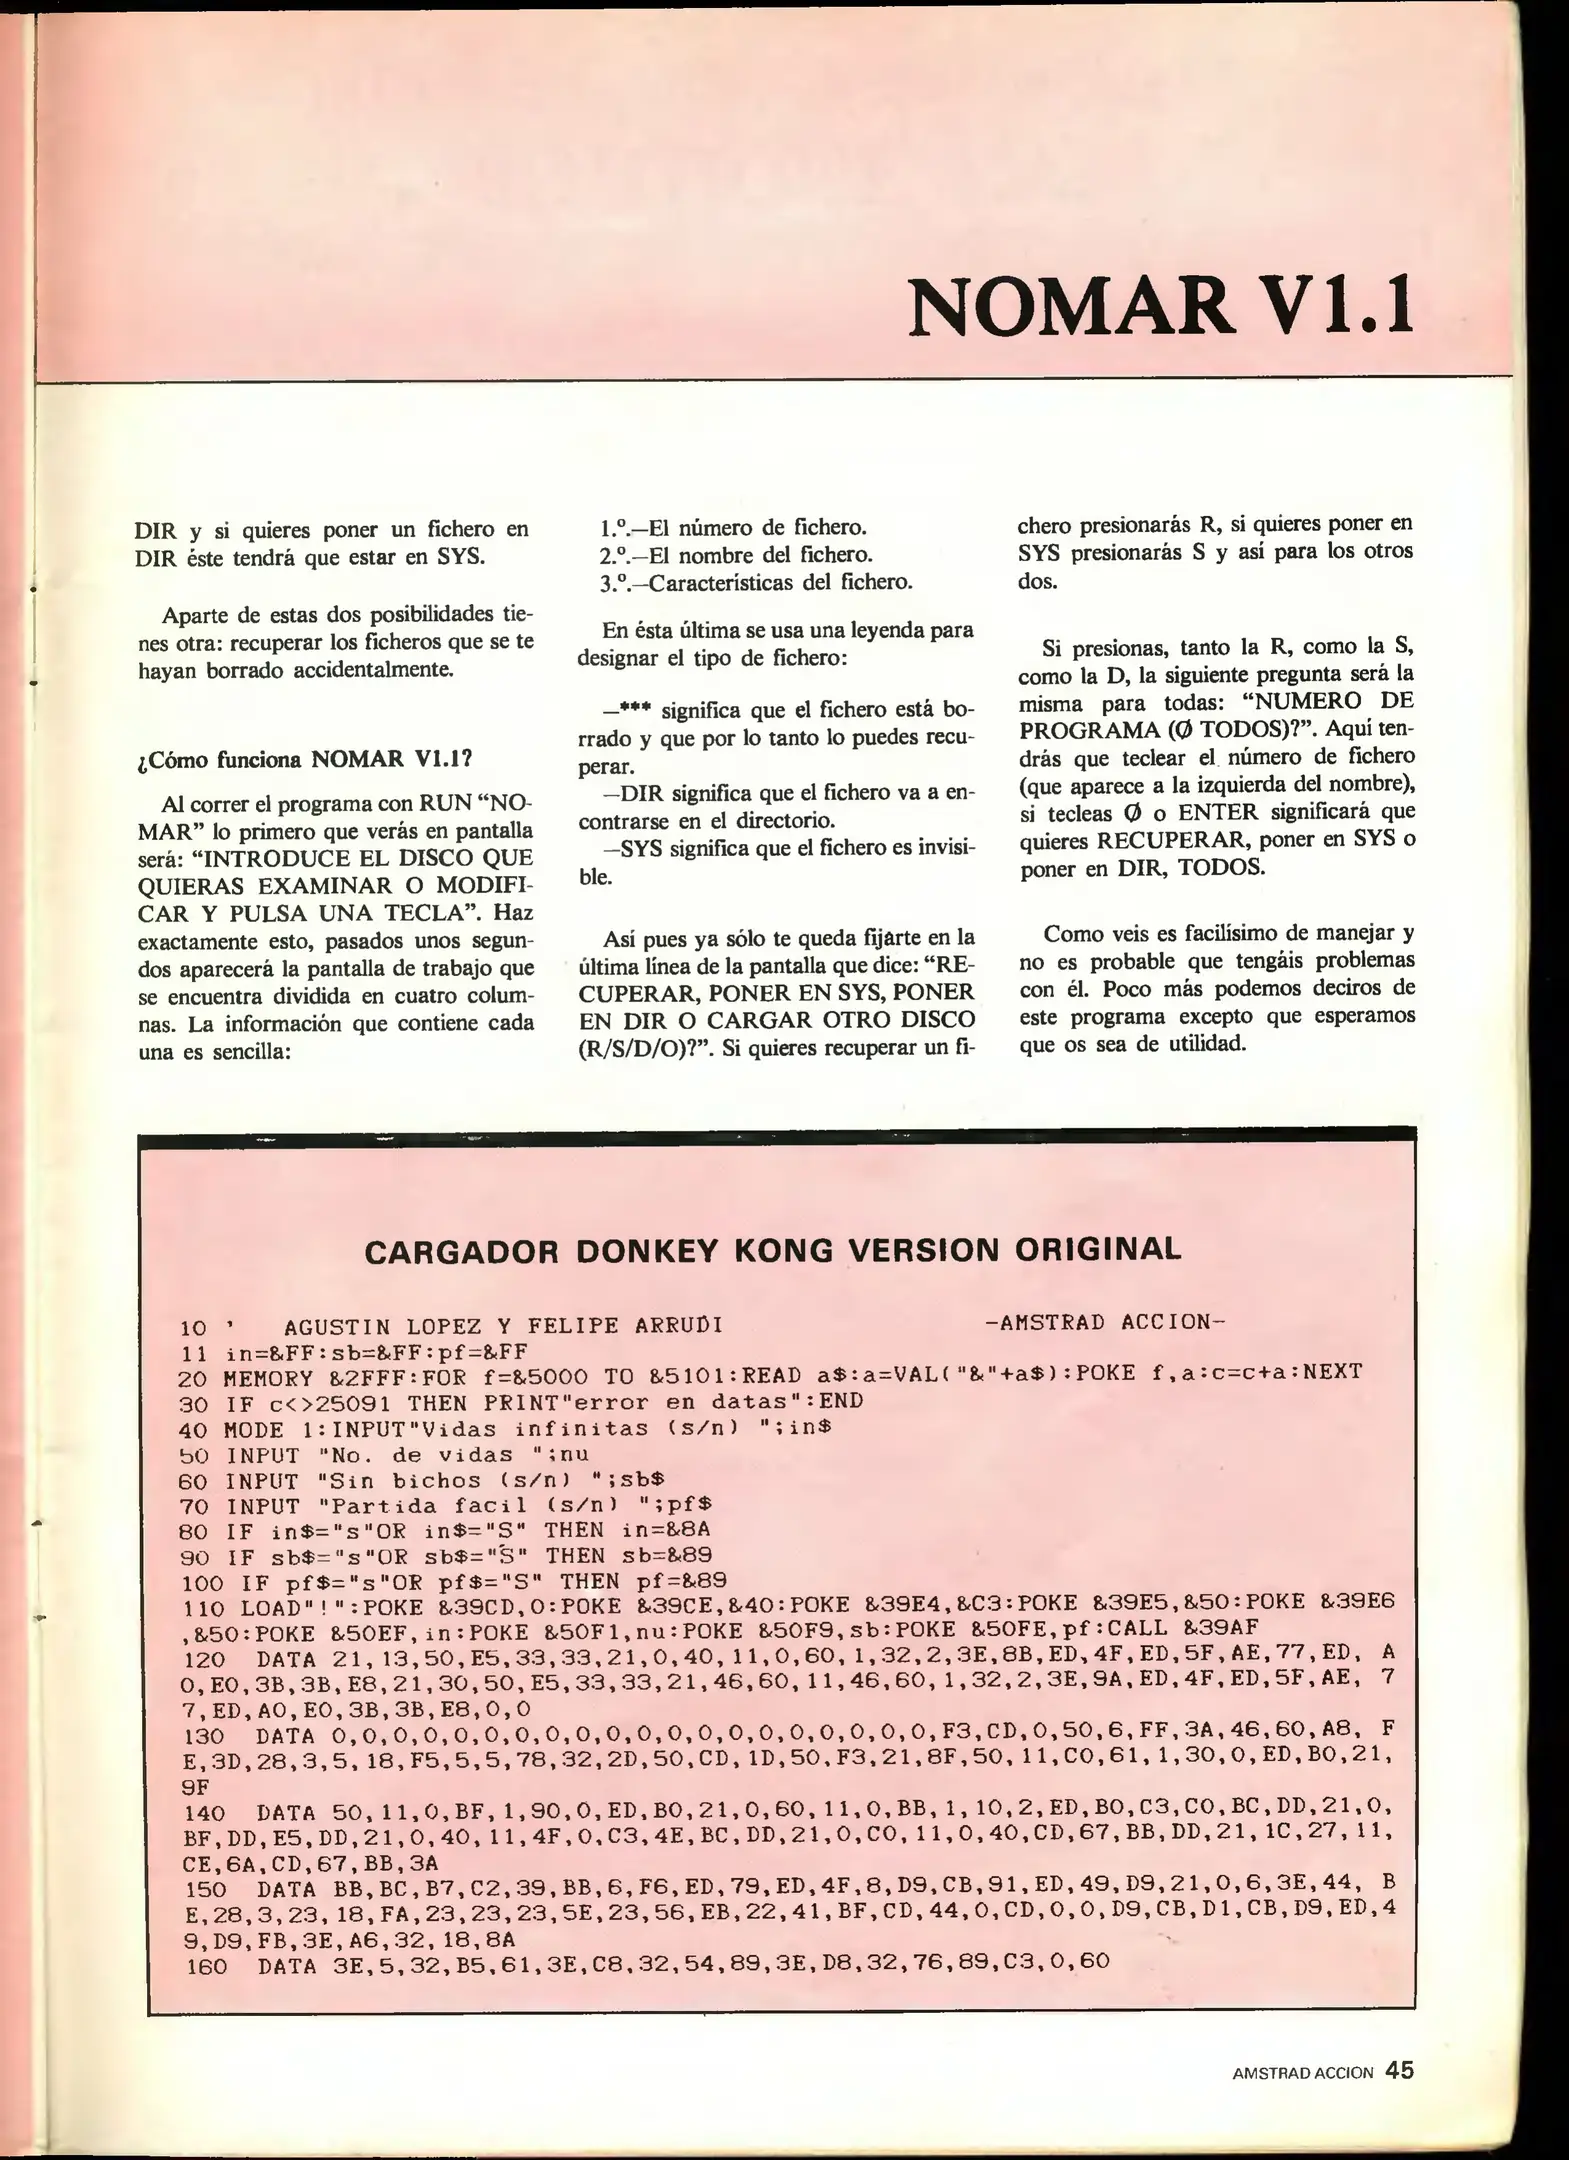 NOMAR V1.1
DIR y si quieres poner un fichero en
DIR éste tendrá que estar en SYS.
Aparte de estas dos posibilidades tie-
nes otra: recuperar los ficheros que se te
hayan borrado accidentalmente.
¿Cómo funciona NOMAR V1.1?
Al correr el programa con RUN “NO-
MAR” lo primero que verás en pantalla
será: “INTRODUCE EL DISCO QUE
QUIERAS EXAMINAR O MODIFI-
CAR Y PULSA UNA TECLA”. Haz
exactamente esto, pasados unos segun-
dos aparecerá la pantalla de trabajo que
se encuentra dividida en cuatro colum-
nas. La información que contiene cada
una es sencilla:
1.º.—El número de fichero.
2.º.—El nombre del fichero.
3.º.—Características del fichero.
En ésta última se usa una leyenda para
designar el tipo de fichero:
—*** significa que el fichero está bo-
rrado y que por lo tanto lo puedes recu-
perar.
—DIR significa que el fichero va a en-
contrarse en el directorio.
—SYS significa que el fichero es invisi-
ble.
Así pues ya sólo te queda fijarte en la
última línea de la pantalla que dice: “RE-
CUPERAR, PONER EN SYS, PONER
EN DIR O CARGAR OTRO DISCO
(R/S/D/O)?”. Si quieres recuperar un fi-
chero presionarás R, si quieres poner en
SYS presionarás S y así para los otros
dos.
Si presionas, tanto la R, como la S,
como la D, la siguiente pregunta será la
misma para todas: “NUMERO DE
PROGRAMA (Ø TODOS)?”. Aquí ten-
drás que teclear el número de fichero
(que aparece a la izquierda del nombre),
si tecleas Ø o ENTER significará que
quieres RECUPERAR, poner en SYS o
poner en DIR, TODOS.
Como veis es facilísimo de manejar y
no es probable que tengáis problemas
con él. Poco más podemos deciros de
este programa excepto que esperamos
que os sea de utilidad.
CARGADOR DONKEY KONG VERSION ORIGINAL
10 ' AGUSTIN LOPEZ Y FELIPE ARRUDI -AMSTRAD ACCION-
11 in=&FF:sb=&FF:pf=&FF
20 MEMORY &2FFF:FOR f=&5000 TO &5101:READ a$:a=VAL("&"+a$):POKE f,a:c=c+a:NEXT
30 IF c<>25091 THEN PRINT"error en datas":END
40 MODE 1:INPUT"Vidas infinitas (s/n) ";in$
50 INPUT "No. de vidas ";nu
60 INPUT "Sin bichos (s/n) ";sb$
70 INPUT "Partida facil (s/n) ";pf$
80 IF in$="s"OR in$="S" THEN in=&8A
90 IF sb$="s"OR sb$="S" THEN sb=&89
100 IF pf$="s"OR pf$="S" THEN pf=&89
110 LOAD"!":POKE &39CD,0:POKE &39CE,&40:POKE &39E4,&C3:POKE &39E5,&50:POKE &39E6
,&50:POKE &50EF,in:POKE &50F1,nu:POKE &50F9,sb:POKE &50FE,pf:CALL &39AF
120 DATA 21,13,50,E5,33,33,21,0,40,11,0,60,1,32,2,3E,8B,ED,4F,ED,5F,AE,77,ED, A
0,E0,3B,3B,E8,21,30,50,E5,33,33,21,46,60,11,46,60,1,32,2,3E,9A,ED,4F,ED,5F,AE, 7
7,ED,A0,E0,3B,3B,E8,0,0
130 DATA 0,0,0,0,0,0,0,0,0,0,0,0,0,0,0,0,0,0,0,0,F3,CD,0,50,6,FF,3A,46,60,A8, F
E,3D,28,3,5,18,F5,5,5,78,32,2D,50,CD,1D,50,F3,21,8F,50,11,C0,61,1,30,0,ED,B0,21,
9F
140 DATA 50,11,0,BF,1,90,0,ED,B0,21,0,60,11,0,BB,1,10,2,ED,B0,C3,C0,BC,DD,21,0,
BF,DD,E5,DD,21,0,40,11,4F,0,C3,4E,BC,DD,21,0,C0,11,0,40,CD,67,BB,DD,21,1C,27,11,
CE,6A,CD,67,BB,3A
150 DATA BB,BC,B7,C2,39,BB,6,F6,ED,79,ED,4F,8,D9,CB,91,ED,49,D9,21,0,6,3E,44, B
E,28,3,23,18,FA,23,23,23,5E,23,56,EB,22,41,BF,CD,44,0,CD,0,0,D9,CB,D1,CB,D9,ED,4
9,D9,FB,3E,A6,32,18,8A
160 DATA 3E,5,32,B5,61,3E,C8,32,54,89,3E,D8,32,76,89,C3,0,60
AMSTRAD ACCION 45